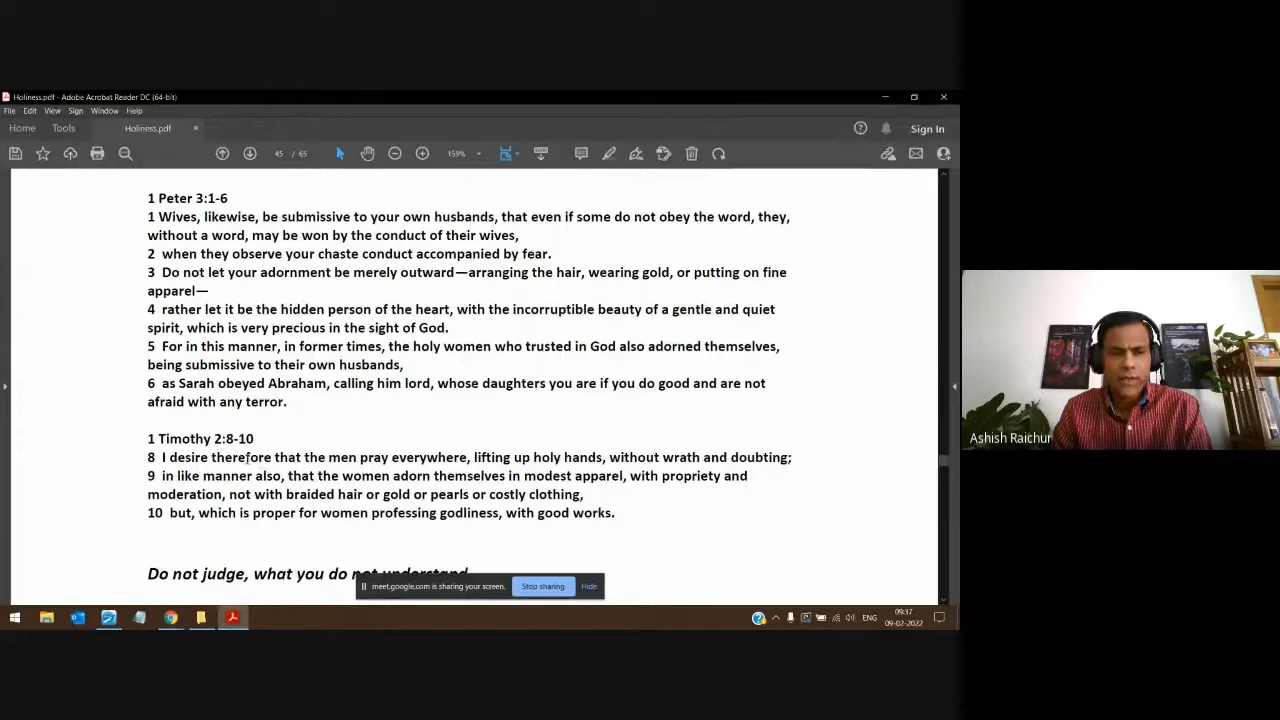 Holiness.pdf - Adobe Acrobat Reader DC (64-bit)
File Edit View Sign Window Help
Home Tools Holiness.pdf × Sign In
45 / 65 159%
1 Peter 3:1-6
1 Wives, likewise, be submissive to your own husbands, that even if some do not obey the word, they,
without a word, may be won by the conduct of their wives,
2 when they observe your chaste conduct accompanied by fear.
3 Do not let your adornment be merely outward—arranging the hair, wearing gold, or putting on fine
apparel—
4 rather let it be the hidden person of the heart, with the incorruptible beauty of a gentle and quiet
spirit, which is very precious in the sight of God.
5 For in this manner, in former times, the holy women who trusted in God also adorned themselves,
being submissive to their own husbands,
6 as Sarah obeyed Abraham, calling him lord, whose daughters you are if you do good and are not
afraid with any terror.
1 Timothy 2:8-10
8 I desire therefore that the men pray everywhere, lifting up holy hands, without wrath and doubting;
9 in like manner also, that the women adorn themselves in modest apparel, with propriety and
moderation, not with braided hair or gold or pearls or costly clothing,
10 but, which is proper for women professing godliness, with good works.
Do not judge, what you do not understand
meet.google.com is sharing your screen. Stop sharing Hide
ENG
09:37
09-02-2022
Ashish Raichur